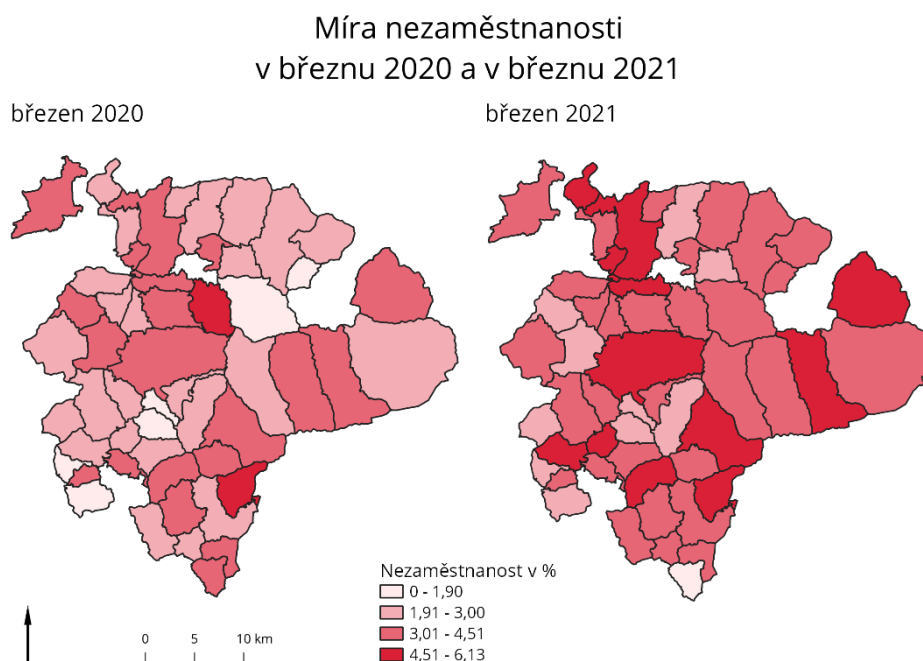 Míra nezaměstnanosti
v březnu 2020 a v březnu 2021
březen 2020
březen 2021
Nezaměstnanost v %
0 - 1,90
1,91 - 3,00
3,01 - 4,51
4,51 - 6,13
0 5 10 km